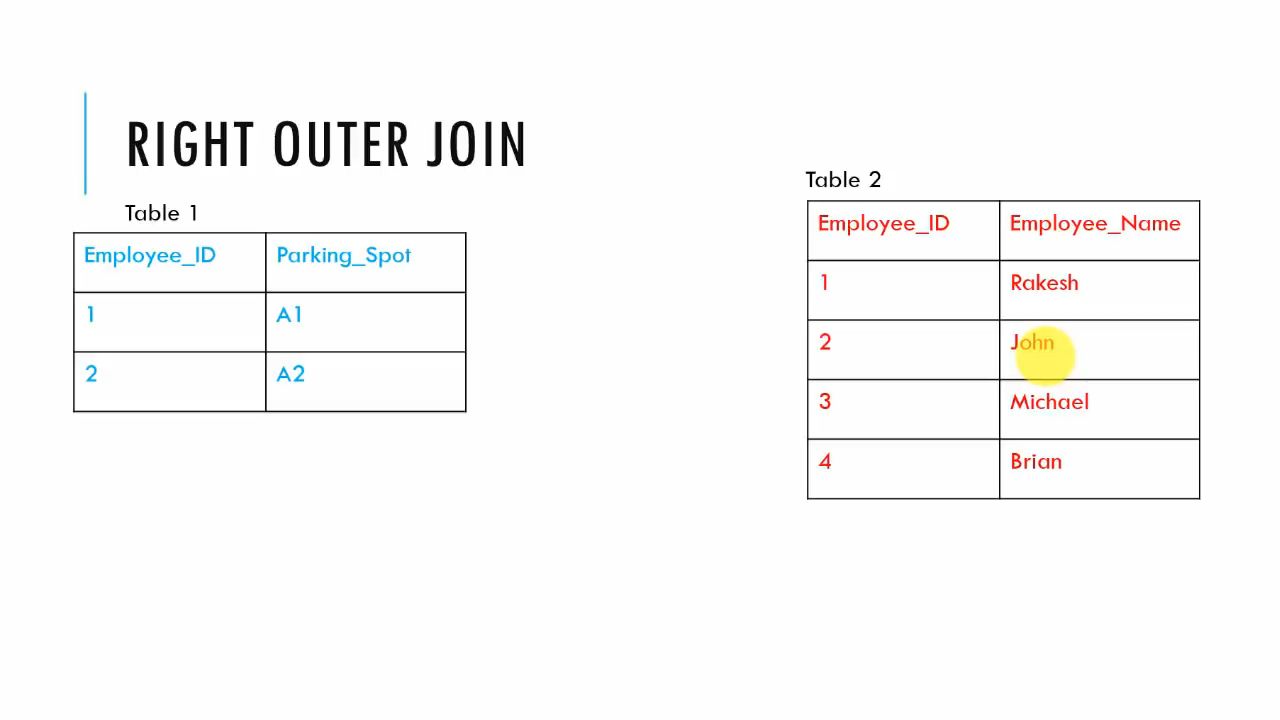 RIGHT OUTER JOIN
Table 1
Employee_ID Parking_Spot
1 A1
2 A2
Table 2
Employee_ID Employee_Name
1 Rakesh
2 John
3 Michael
4 Brian